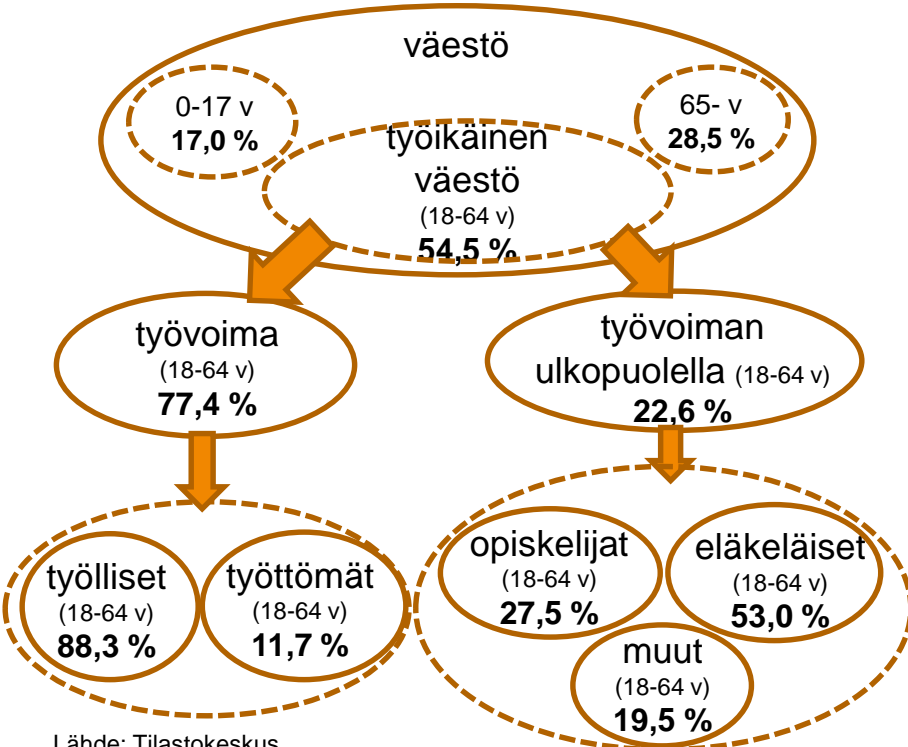 väestö
0-17 v
17,0 %
65- v
28,5 %
työikäinen
väestö
(18-64 v)
54,5 %
työvoima
(18-64 v)
77,4 %
työvoiman
ulkopuolella (18-64 v)
22,6 %
työlliset
(18-64 v)
88,3 %
työttömät
(18-64 v)
11,7 %
opiskelijat
(18-64 v)
27,5 %
eläkeläiset
(18-64 v)
53,0 %
muut
(18-64 v)
19,5 %
Lähde: Tilastokeskus